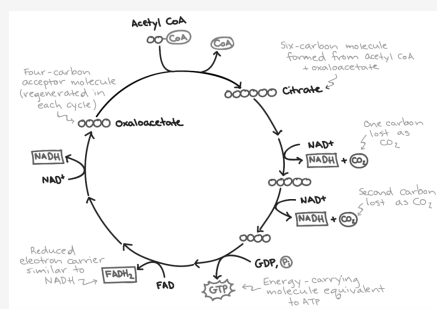 Acetyl CoA
CoA
CoA
Six-carbon molecule
formed from acetyl CoA
+ oxaloacetate
Four-carbon
acceptor molecule
(regenerated in
each cycle)
Citrate
Oxaloacetate
One carbon
lost as
CO₂
NAD+
NADH + CO₂
NADH
NAD+
Second carbon
lost as CO₂
NAD+
NADH + CO₂
Reduced
electron carrier
similar to
NADH
FADH₂
FAD
GDP, Pi
GTP
Energy-carrying
molecule equivalent
to ATP